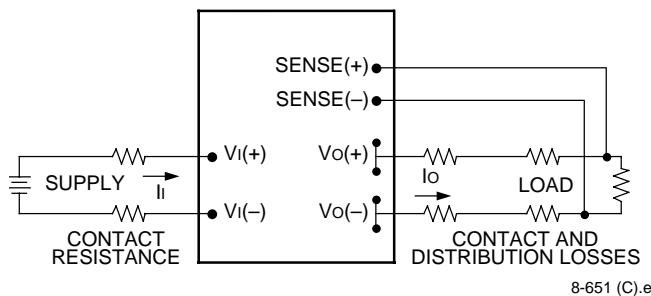 SENSE(+)
SENSE(–)
VI(+)
VO(+)
SUPPLY
II
IO
LOAD
VI(–)
VO(–)
CONTACT
RESISTANCE
CONTACT AND
DISTRIBUTION LOSSES
8-651 (C).e